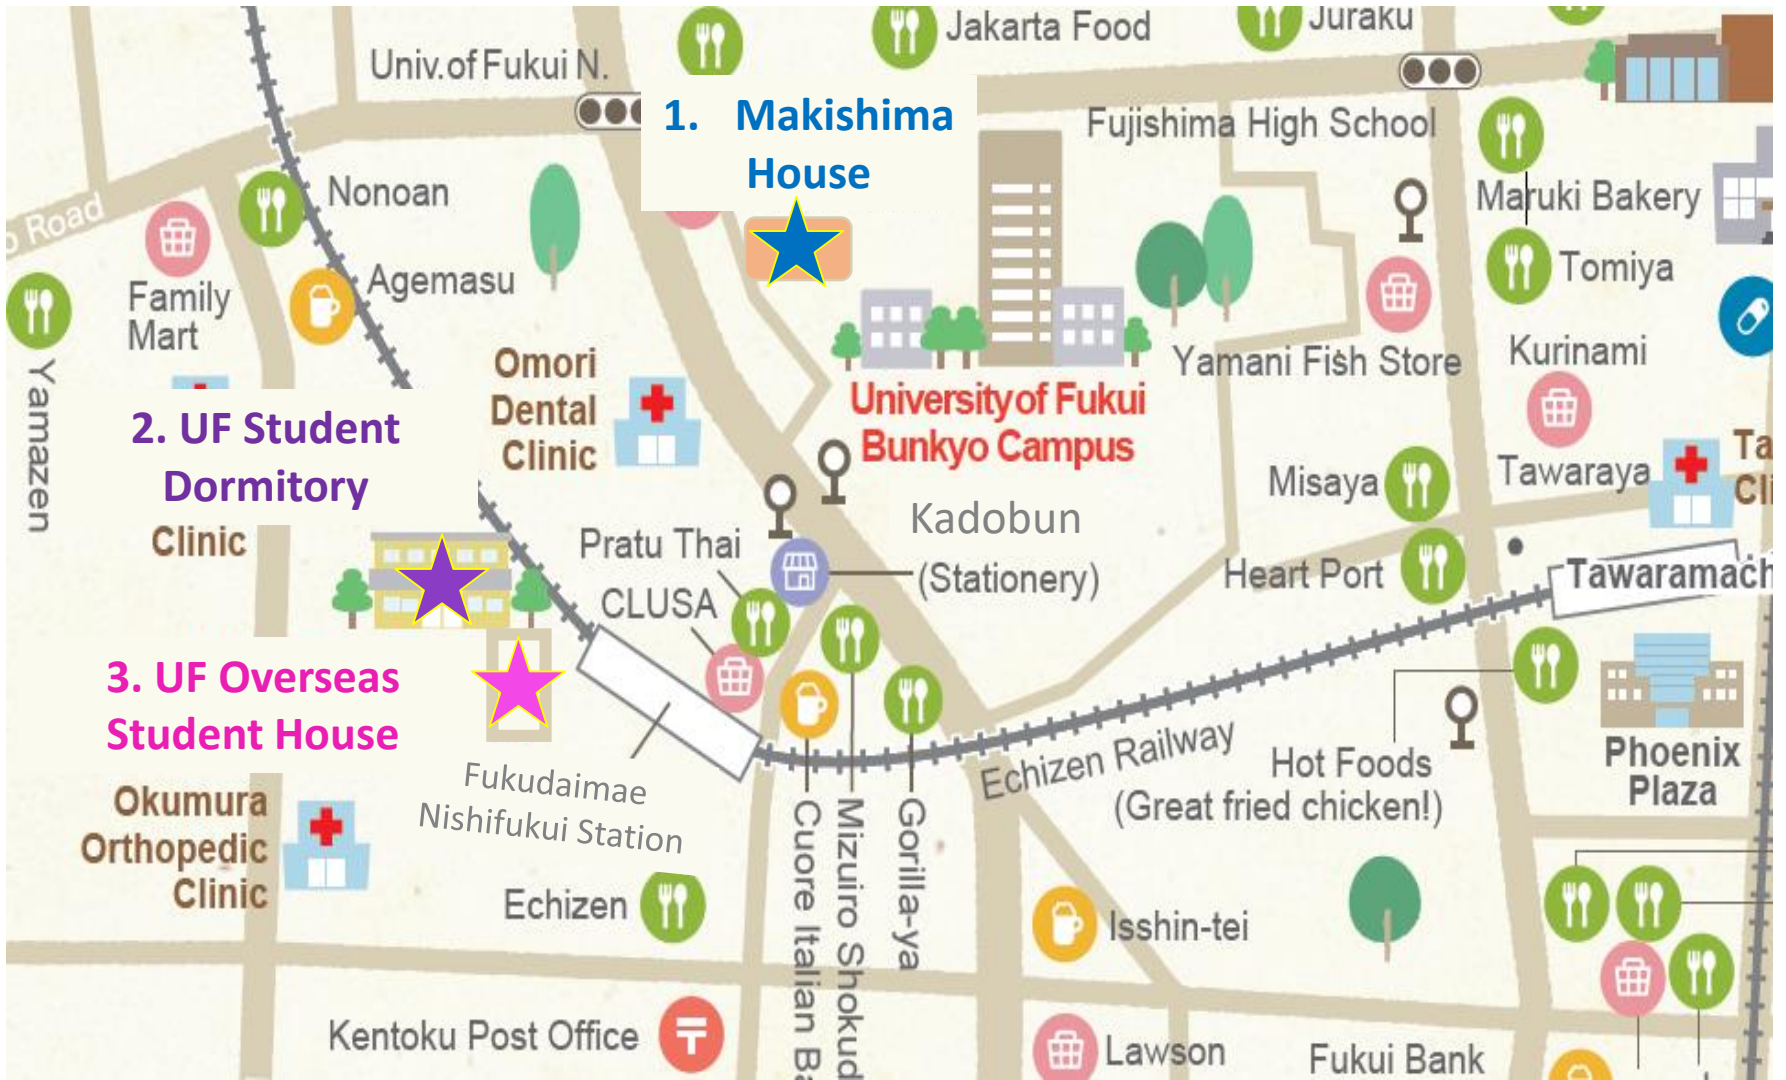 Jakarta Food
Juraku
Univ.of Fukui N.
1. Makishima
House
Fujishima High School
Nonoan
Maruki Bakery
Road
Family
Mart
Agemasu
Tomiya
Yamazen
Omori
Dental
Clinic
University of Fukui
Bunkyo Campus
Yamani Fish Store
Kurinami
2. UF Student
Dormitory
Clinic
Misaya
Tawaraya
Pratu Thai
CLUSA
Kadobun
(Stationery)
Heart Port
Tawaramach
3. UF Overseas
Student House
Fukudaimae
Nishifukui Station
Echizen Railway
Hot Foods
(Great fried chicken!)
Phoenix
Plaza
Okumura
Orthopedic
Clinic
Echizen
Cuore Italian Ba
Mizuiro Shokud
Gorilla-ya
Isshin-tei
Kentoku Post Office
Lawson
Fukui Bank